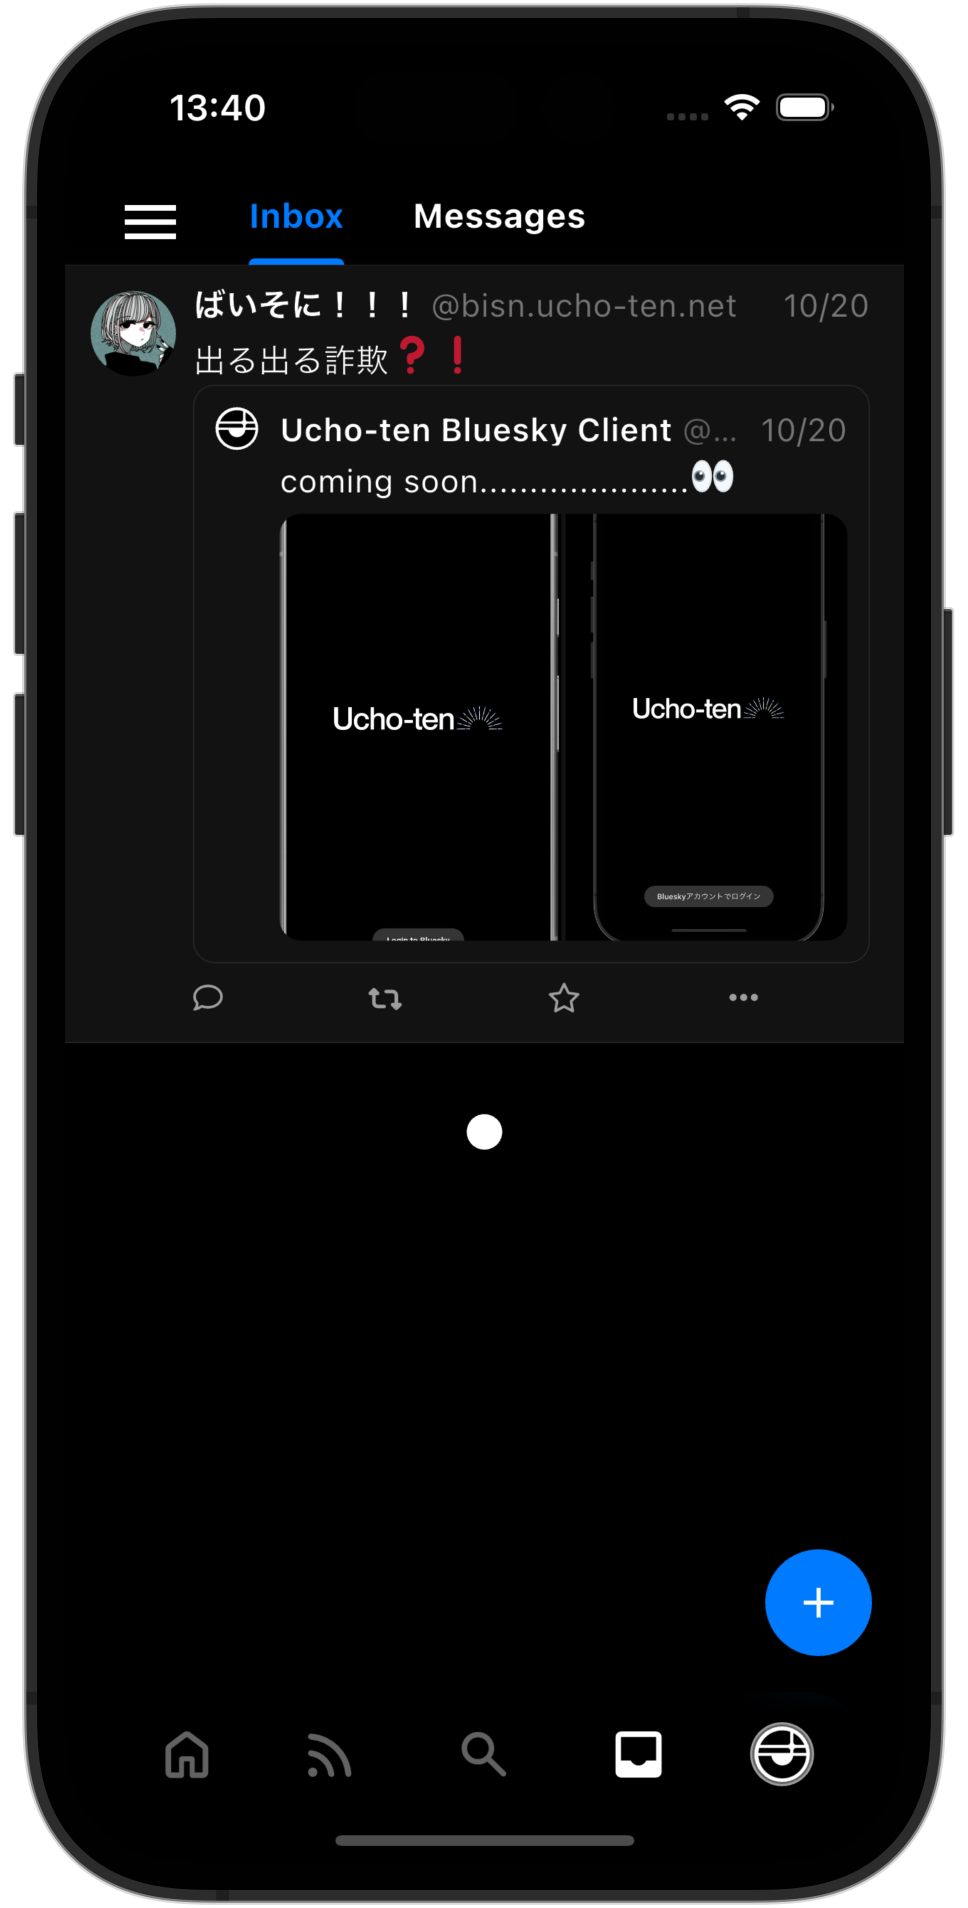 13:40
Inbox Messages
ばいそに！！！ @bisn.ucho-ten.net 10/20
出る出る詐欺❓❗
Ucho-ten Bluesky Client @... 10/20
coming soon.....................👀
Ucho-ten
Ucho-ten
Blueskyアカウントでログイン
Login to Bluesky